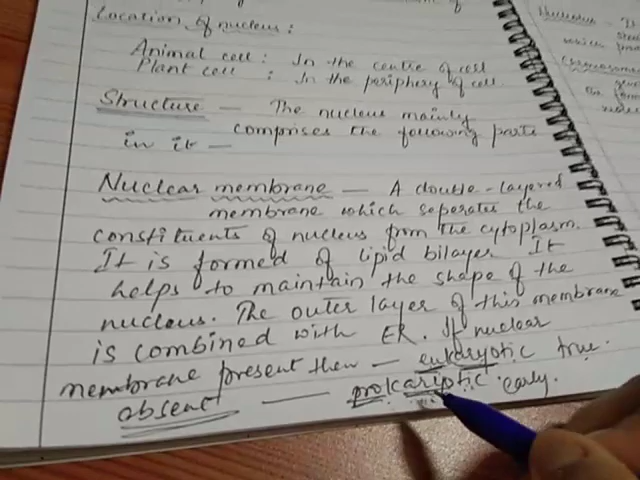 Location of nucleus:
Animal cell: In the centre of cell
Plant cell : In the periphery of cell
Structure — The nucleus mainly
comprises the following parts
in it —
Nuclear membrane — A double-layered
membrane which separates the
constituents of nucleus from the cytoplasm.
It is formed of lipid bilayer. It
helps to maintain the shape of the
nucleous. The outer layer of this membrane
is combined with ER. If nuclear
membrane present then — eukaryotic true.
absent — prokariptic early.
Nucleolus —